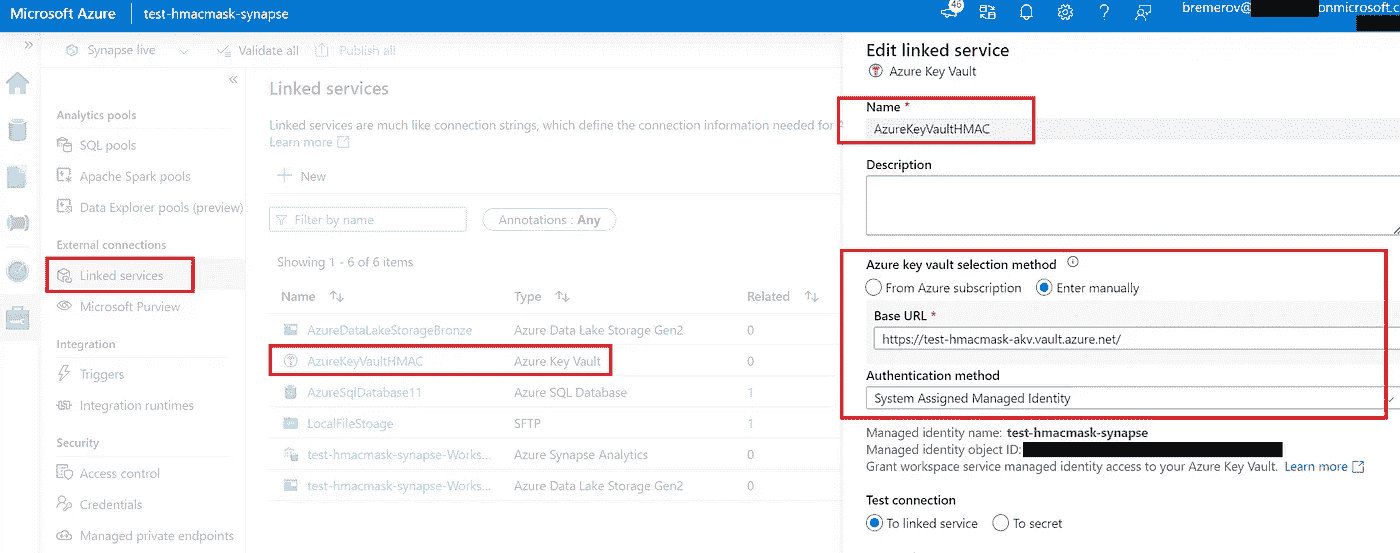 Microsoft Azure test-hmacmask-synapse
46
bremerov@ onmicrosoft.c
Synapse live Validate all Publish all
Analytics pools
SQL pools
Apache Spark pools
Data Explorer pools (preview)
External connections
Linked services
Microsoft Purview
Integration
Triggers
Integration runtimes
Security
Access control
Credentials
Managed private endpoints
Linked services
Linked services are much like connection strings, which define the connection information needed for
Learn more
New
Filter by name
Annotations : Any
Showing 1 - 6 of 6 items
Name Type Related
AzureDataLakeStorageBronze Azure Data Lake Storage Gen2 0
AzureKeyVaultHMAC Azure Key Vault 0
AzureSqlDatabase11 Azure SQL Database 1
LocalFileStoage SFTP 1
test-hmacmask-synapse-Works... Azure Synapse Analytics 0
test-hmacmask-synapse-Works... Azure Data Lake Storage Gen2 0
Edit linked service
Azure Key Vault
Name *
AzureKeyVaultHMAC
Description
Azure key vault selection method
From Azure subscription Enter manually
Base URL *
https://test-hmacmask-akv.vault.azure.net/
Authentication method
System Assigned Managed Identity
Managed identity name: test-hmacmask-synapse
Managed identity object ID:
Grant workspace service managed identity access to your Azure Key Vault. Learn more
Test connection
To linked service To secret